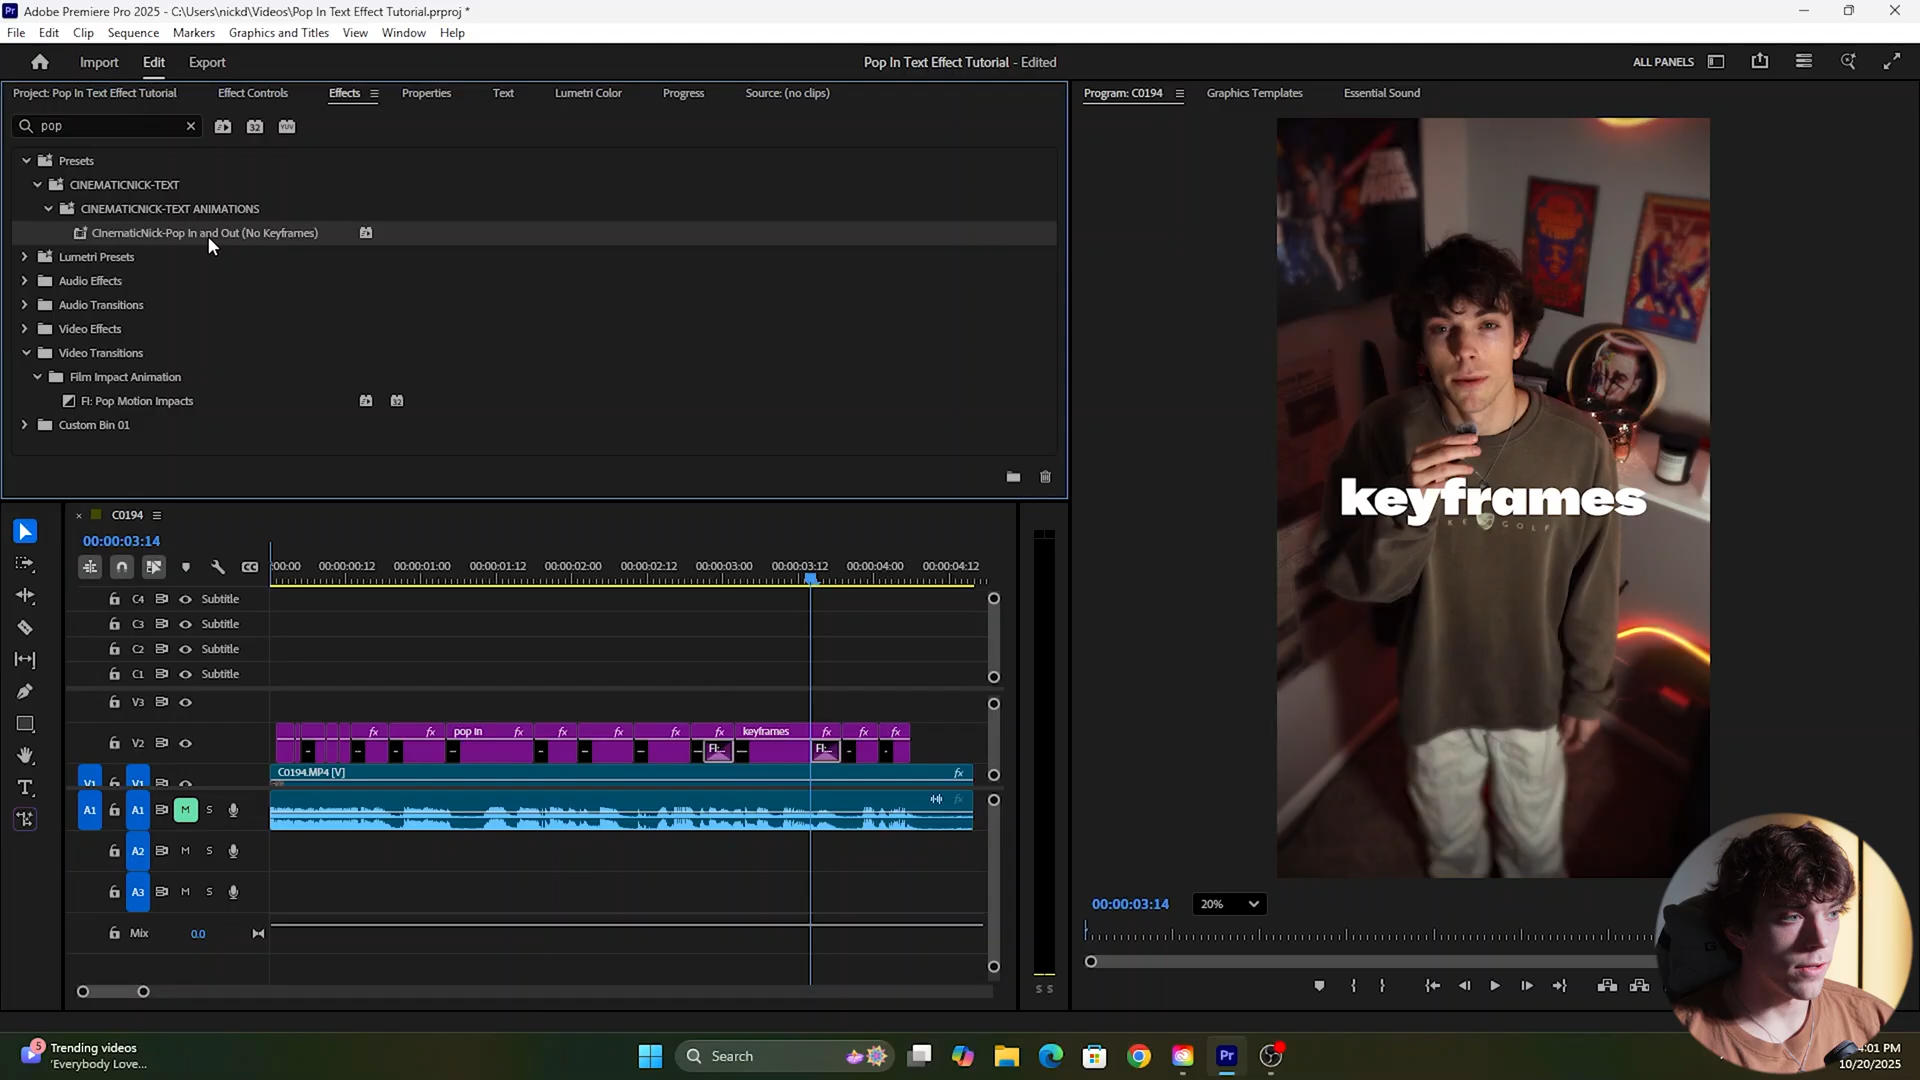 Adobe Premiere Pro 2025 - C:\Users\nickd\Videos\Pop In Text Effect Tutorial.prproj *
File Edit Clip Sequence Markers Graphics and Titles View Window Help
Import Edit Export
Pop In Text Effect Tutorial - Edited
ALL PANELS
Project: Pop In Text Effect Tutorial Effect Controls Effects Properties Text Lumetri Color Progress Source: (no clips)
Program: C0194 Graphics Templates Essential Sound
pop
32
YUV
Presets
CINEMATICNICK-TEXT
CINEMATICNICK-TEXT ANIMATIONS
CInematicNick-Pop In and Out (No Keyframes)
Lumetri Presets
Audio Effects
Audio Transitions
Video Effects
Video Transitions
Film Impact Animation
FI: Pop Motion Impacts
32
Custom Bin 01
keyframes
C0194
00:00:03:14
:00:00 00:00:00:12 00:00:01:00 00:00:01:12 00:00:02:00 00:00:02:12 00:00:03:00 00:00:03:12 00:00:04:00 00:00:04:12
C4 Subtitle
C3 Subtitle
C2 Subtitle
C1 Subtitle
V3
V2
fx fx pop in fx fx fx fx fx keyframes fx fx fx
FI:... FI:...
V1 V1 C0194.MP4 [V] fx
A1 A1 M S fx
A2 M S
A3 M S
Mix 0.0
S S
00:00:03:14 20%
5 Trending videos
'Everybody Love...
Search
Pr
4:01 PM
10/20/2025